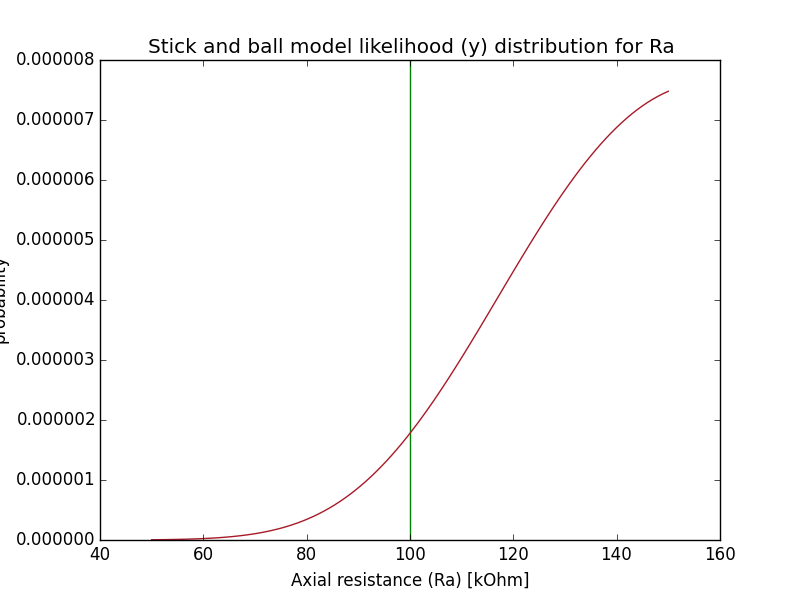 Stick and ball model likelihood (y) distribution for Ra
0.000008
0.000007
0.000006
0.000005
0.000004
0.000003
0.000002
0.000001
0.000000
probability
40 60 80 100 120 140 160
Axial resistance (Ra) [kOhm]